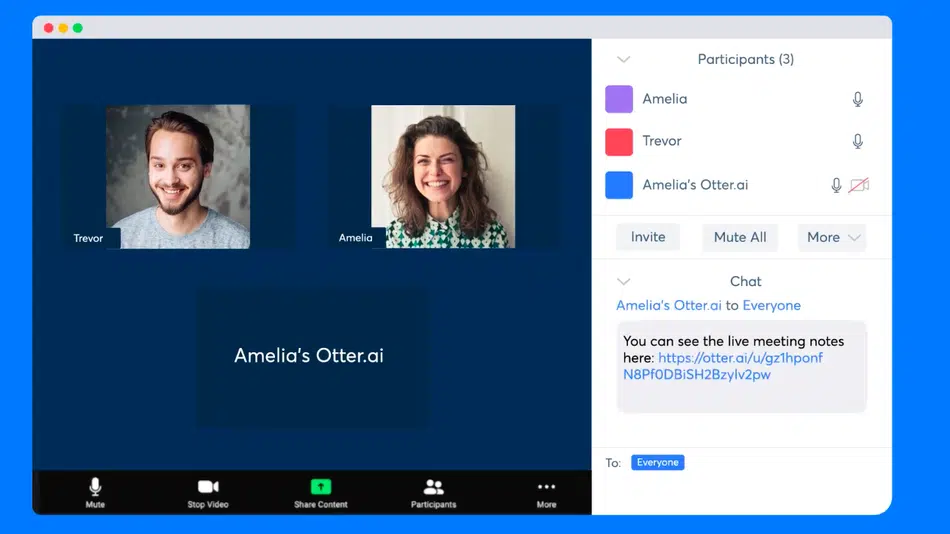 Participants (3)
Amelia
Trevor
Amelia's Otter.ai
Invite Mute All More
Chat
Amelia's Otter.ai to Everyone
You can see the live meeting notes
here: https://otter.ai/u/gz1hponf
N8Pf0DBiSH2Bzylv2pw
To: Everyone
Trevor
Amelia
Amelia's Otter.ai
Mute Stop Video Share Content Participants More